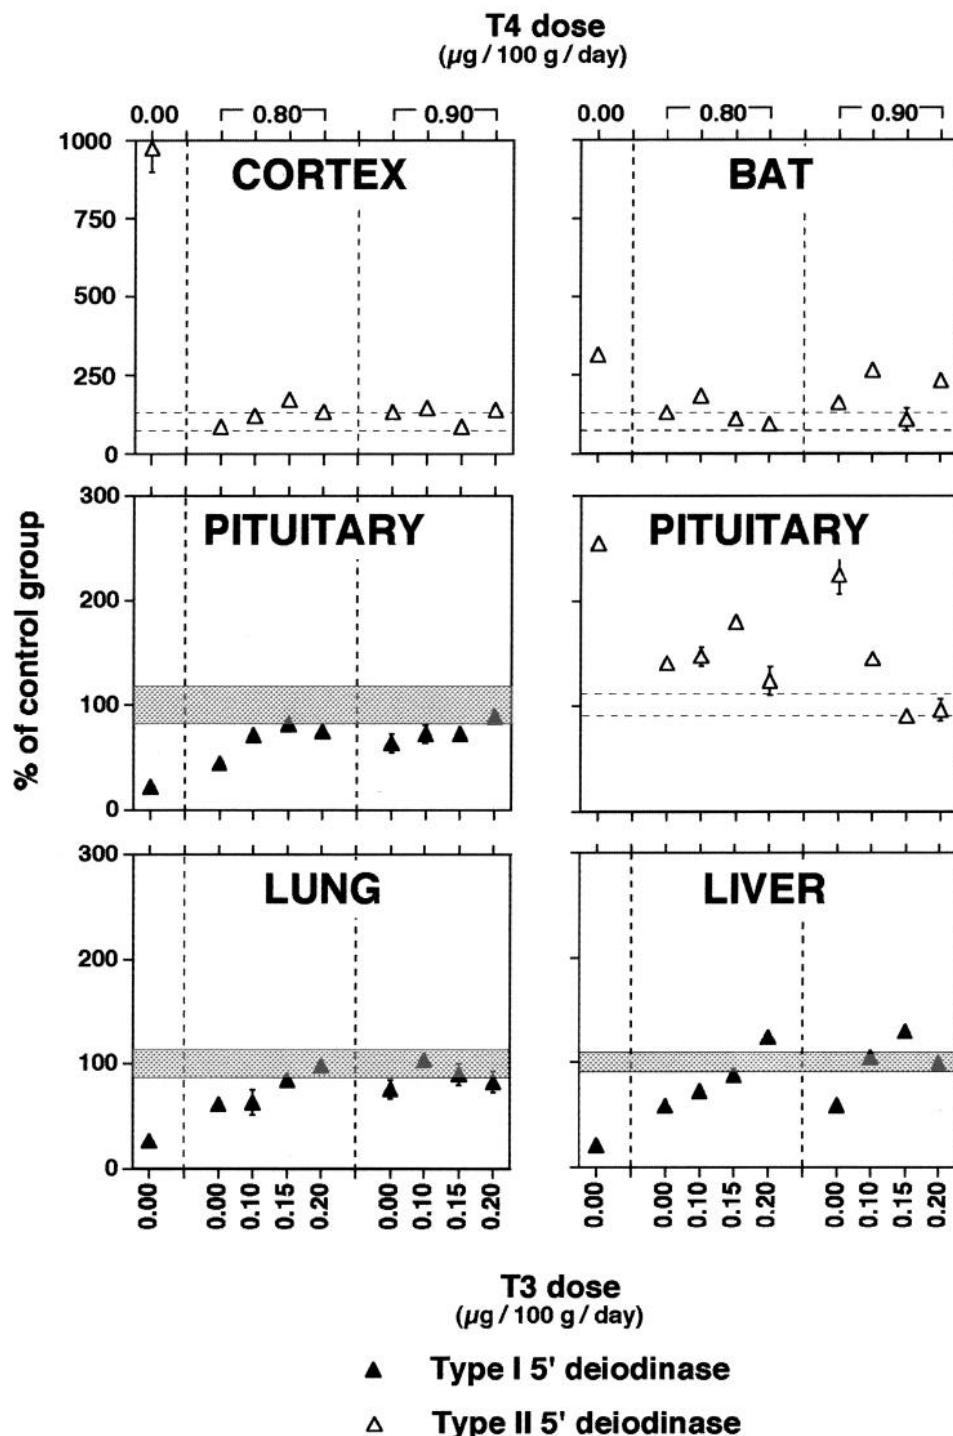 T4 dose
(µg / 100 g / day)
0.00 0.80 0.90 0.00 0.80 0.90
CORTEX BAT
1000
750
500
250
0
% of control group
PITUITARY PITUITARY
300
200
100
0
LUNG LIVER
300
200
100
0
0.00 0.00 0.10 0.15 0.20 0.00 0.10 0.15 0.20 0.00 0.00 0.10 0.15 0.20 0.00 0.10 0.15 0.20
T3 dose
(µg / 100 g / day)
Type I 5' deiodinase
Type II 5' deiodinase